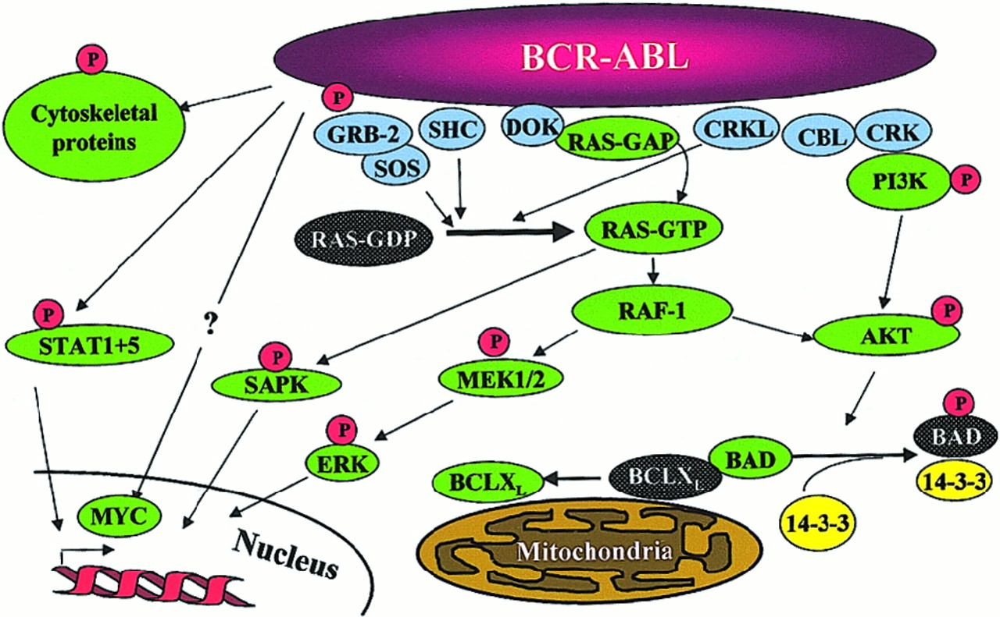 BCR-ABL
P
Cytoskeletal
proteins
P
GRB-2
SOS
SHC
DOK
RAS-GAP
CRKL
CBL
CRK
PI3K
P
RAS-GDP
RAS-GTP
RAF-1
P
STAT1+5
?
P
SAPK
P
MEK1/2
P
AKT
P
ERK
P
BAD
14-3-3
BCLXL
BCLXL
BAD
14-3-3
MYC
Nucleus
Mitochondria